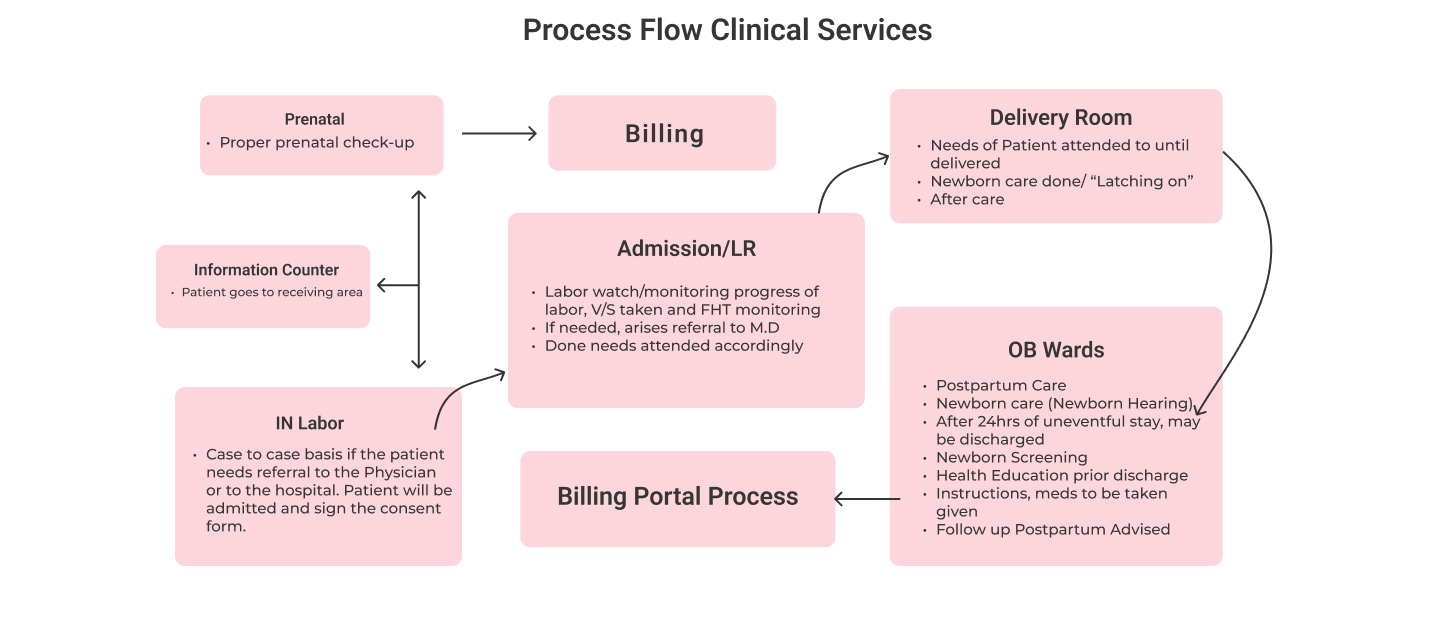 Process Flow Clinical Services
Prenatal
• Proper prenatal check-up
Billing
Delivery Room
• Needs of Patient attended to until
delivered
• Newborn care done/ “Latching on”
• After care
Information Counter
• Patient goes to receiving area
Admission/LR
• Labor watch/monitoring progress of
labor, V/S taken and FHT monitoring
• If needed, arises referral to M.D
• Done needs attended accordingly
IN Labor
• Case to case basis if the patient
needs referral to the Physician
or to the hospital. Patient will be
admitted and sign the consent
form.
OB Wards
• Postpartum Care
• Newborn care (Newborn Hearing)
• After 24hrs of uneventful stay, may
be discharged
• Newborn Screening
• Health Education prior discharge
• Instructions, meds to be taken
given
• Follow up Postpartum Advised
Billing Portal Process